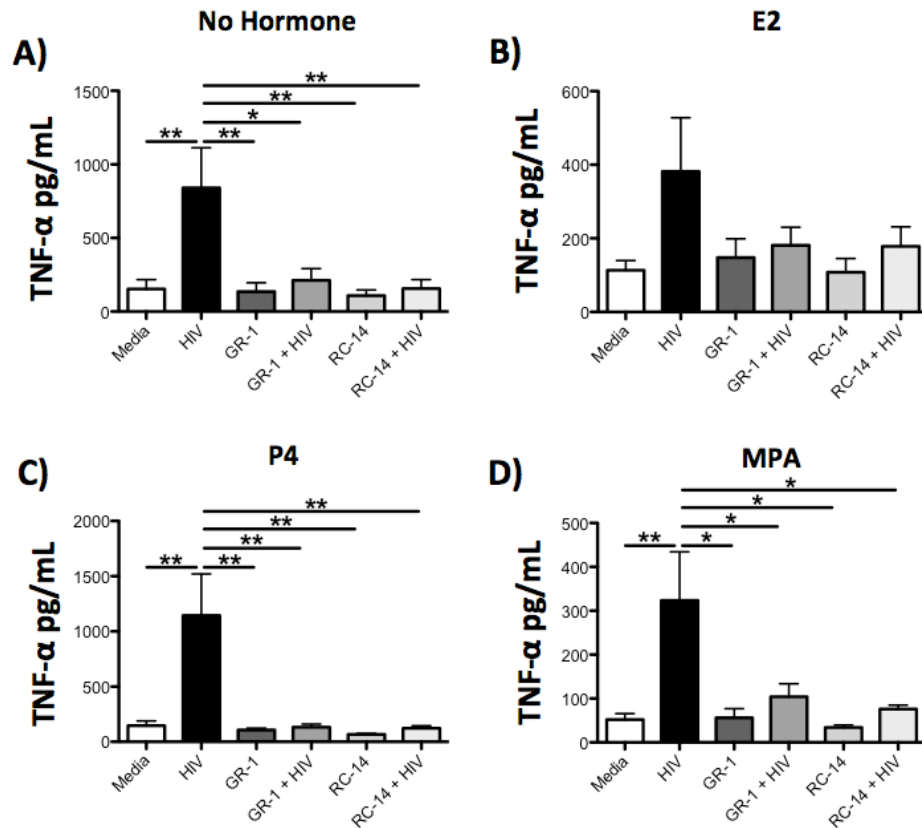 No Hormone
A)
TNF-α pg/mL
1500
1000
500
0
** ** * ** **
Media HIV GR-1 GR-1 + HIV RC-14 RC-14 + HIV
E2
B)
TNF-α pg/mL
600
400
200
0
Media HIV GR-1 GR-1 + HIV RC-14 RC-14 + HIV
P4
C)
TNF-α pg/mL
2000
1500
1000
500
0
** ** ** ** **
Media HIV GR-1 GR-1 + HIV RC-14 RC-14 + HIV
MPA
D)
TNF-α pg/mL
500
400
300
200
100
0
** * * * *
Media HIV GR-1 GR-1 + HIV RC-14 RC-14 + HIV